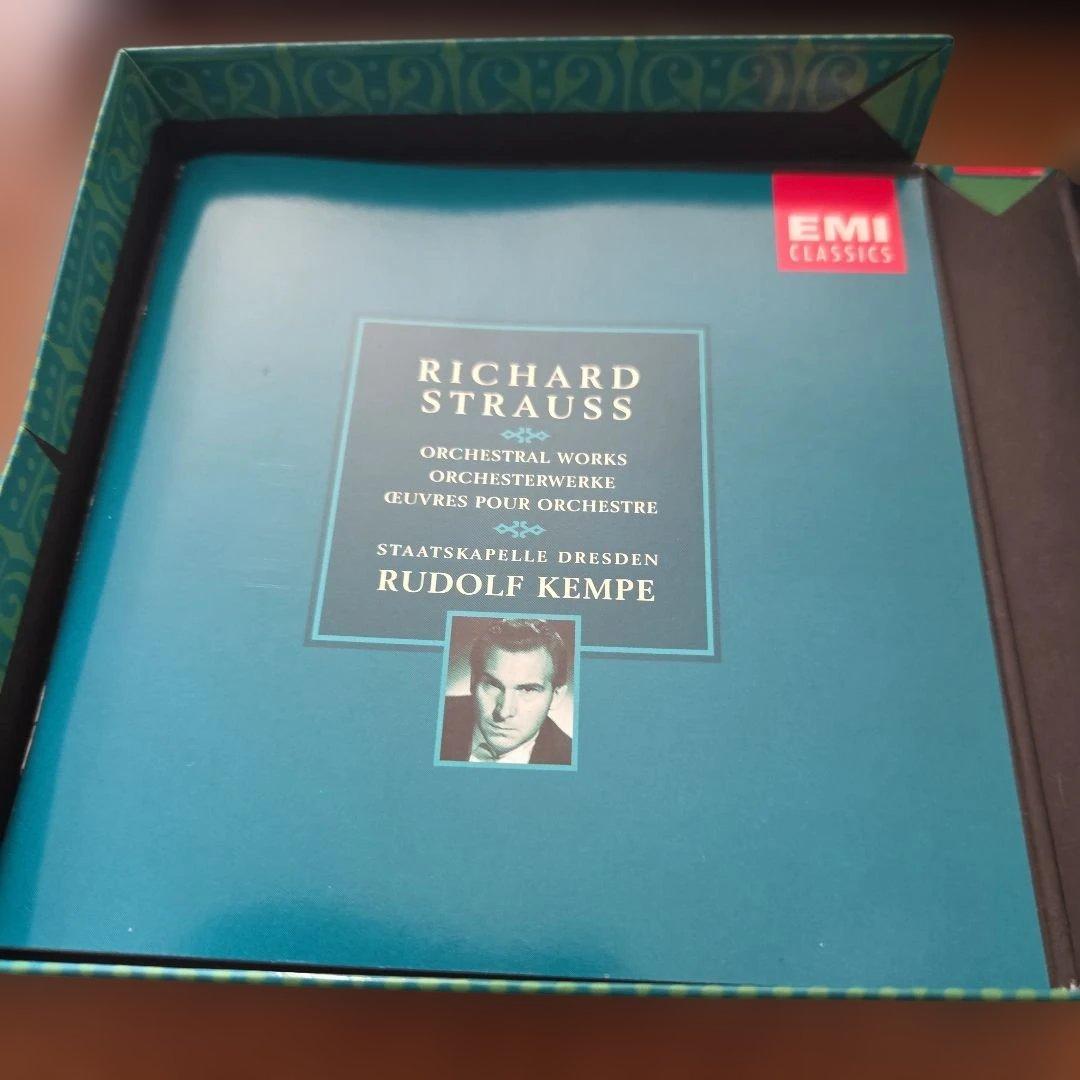 EMI
CLASSICS
RICHARD
STRAUSS
ORCHESTRAL WORKS
ORCHESTERWERKE
ŒUVRES POUR ORCHESTRE
STAATSKAPELLE DRESDEN
RUDOLF KEMPE